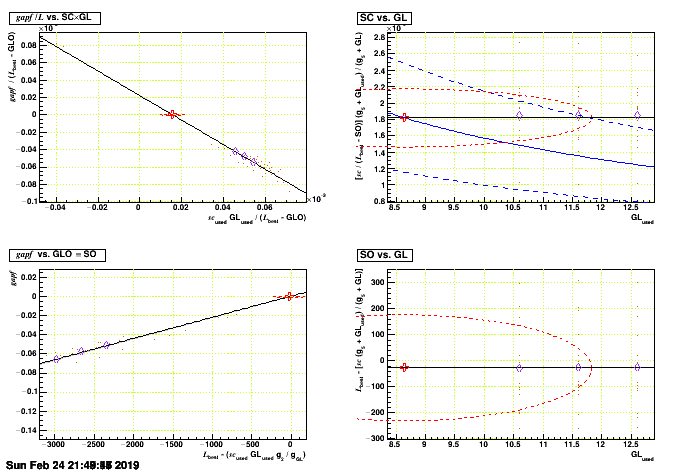 gapf /L vs. SC×GL
×10⁻³
0.08
0.06
0.04
0.02
0
−0.02
−0.04
−0.06
−0.08
−0.1
gapf / (L_best - GLO)
−0.04 −0.02 0 0.02 0.04 0.06
×10⁻³
sc_used GL_used / (L_best - GLO)
SC vs. GL
2.8
2.6
2.4
2.2
2
1.8
1.6
1.4
1.2
1
0.8
[sc / (L_best - SO)] (g_s + GL_used) / (g_s + GL)
8.5 9 9.5 10 10.5 11 11.5 12 12.5
GL_used
gapf vs. GLO = SO
0.02
0
−0.02
−0.04
−0.06
−0.08
−0.1
−0.12
−0.14
gapf
−3000 −2500 −2000 −1500 −1000 −500 0
L_best - (sc_used GL_used g_2 / g_GL)
SO vs. GL
300
200
100
0
−100
−200
−300
L_best - [sc (g_s + GL_used) / (g_s + GL)]
8.5 9 9.5 10 10.5 11 11.5 12 12.5
GL_used
Sun Feb 24 2019